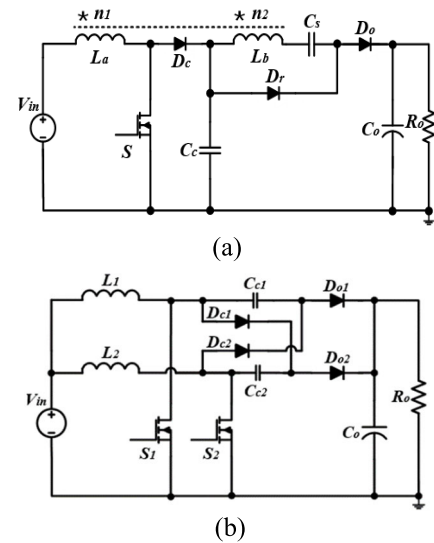 * n1 * n2
La Dc Lb Cs Do
Dr
Vin
S Cc Co Ro
(a)
L1 Cc1 Do1
Dc1
L2 Dc2
Cc2 Do2
Vin Ro
S1 S2 Co
(b)